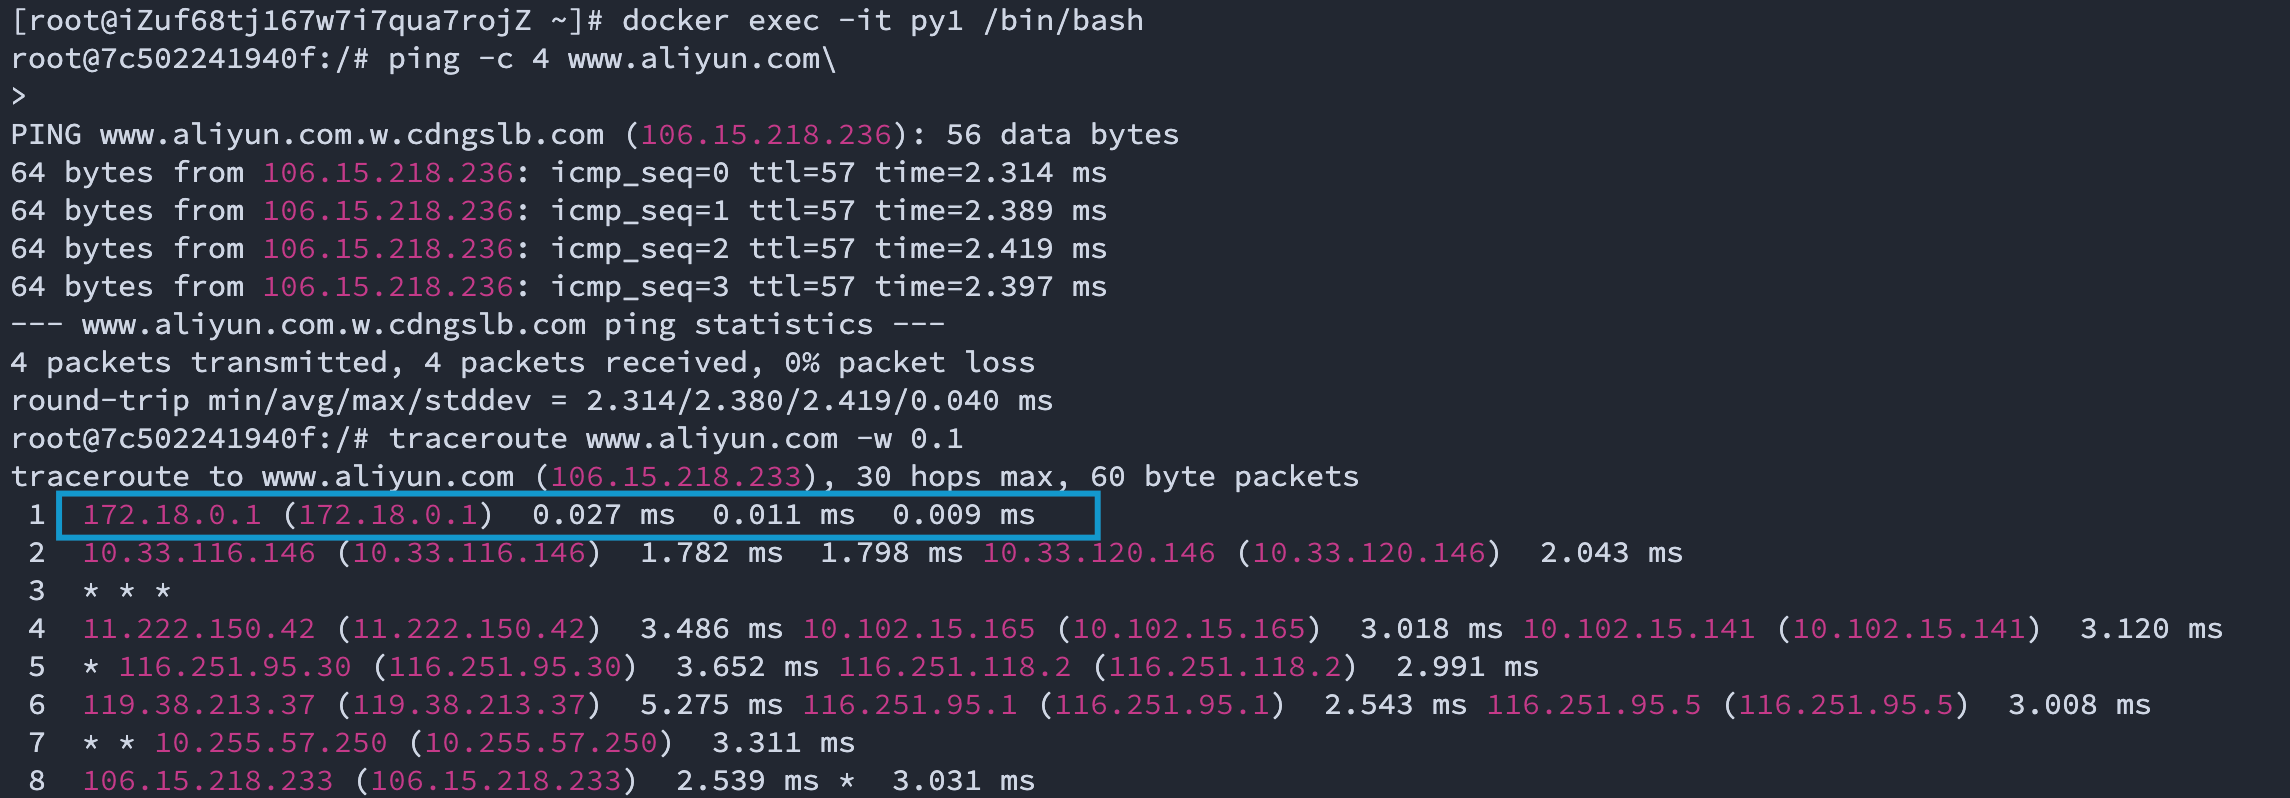 [root@iZuf68tj167w7i7qua7rojZ ~]# docker exec -it py1 /bin/bash
root@7c502241940f:/# ping -c 4 www.aliyun.com\
>
PING www.aliyun.com.w.cdngslb.com (106.15.218.236): 56 data bytes
64 bytes from 106.15.218.236: icmp_seq=0 ttl=57 time=2.314 ms
64 bytes from 106.15.218.236: icmp_seq=1 ttl=57 time=2.389 ms
64 bytes from 106.15.218.236: icmp_seq=2 ttl=57 time=2.419 ms
64 bytes from 106.15.218.236: icmp_seq=3 ttl=57 time=2.397 ms
--- www.aliyun.com.w.cdngslb.com ping statistics ---
4 packets transmitted, 4 packets received, 0% packet loss
round-trip min/avg/max/stddev = 2.314/2.380/2.419/0.040 ms
root@7c502241940f:/# traceroute www.aliyun.com -w 0.1
traceroute to www.aliyun.com (106.15.218.233), 30 hops max, 60 byte packets
 1  172.18.0.1 (172.18.0.1)  0.027 ms  0.011 ms  0.009 ms
 2  10.33.116.146 (10.33.116.146)  1.782 ms  1.798 ms 10.33.120.146 (10.33.120.146)  2.043 ms
 3  * * *
 4  11.222.150.42 (11.222.150.42)  3.486 ms 10.102.15.165 (10.102.15.165)  3.018 ms 10.102.15.141 (10.102.15.141)  3.120 ms
 5  * 116.251.95.30 (116.251.95.30)  3.652 ms 116.251.118.2 (116.251.118.2)  2.991 ms
 6  119.38.213.37 (119.38.213.37)  5.275 ms 116.251.95.1 (116.251.95.1)  2.543 ms 116.251.95.5 (116.251.95.5)  3.008 ms
 7  * * 10.255.57.250 (10.255.57.250)  3.311 ms
 8  106.15.218.233 (106.15.218.233)  2.539 ms *  3.031 ms